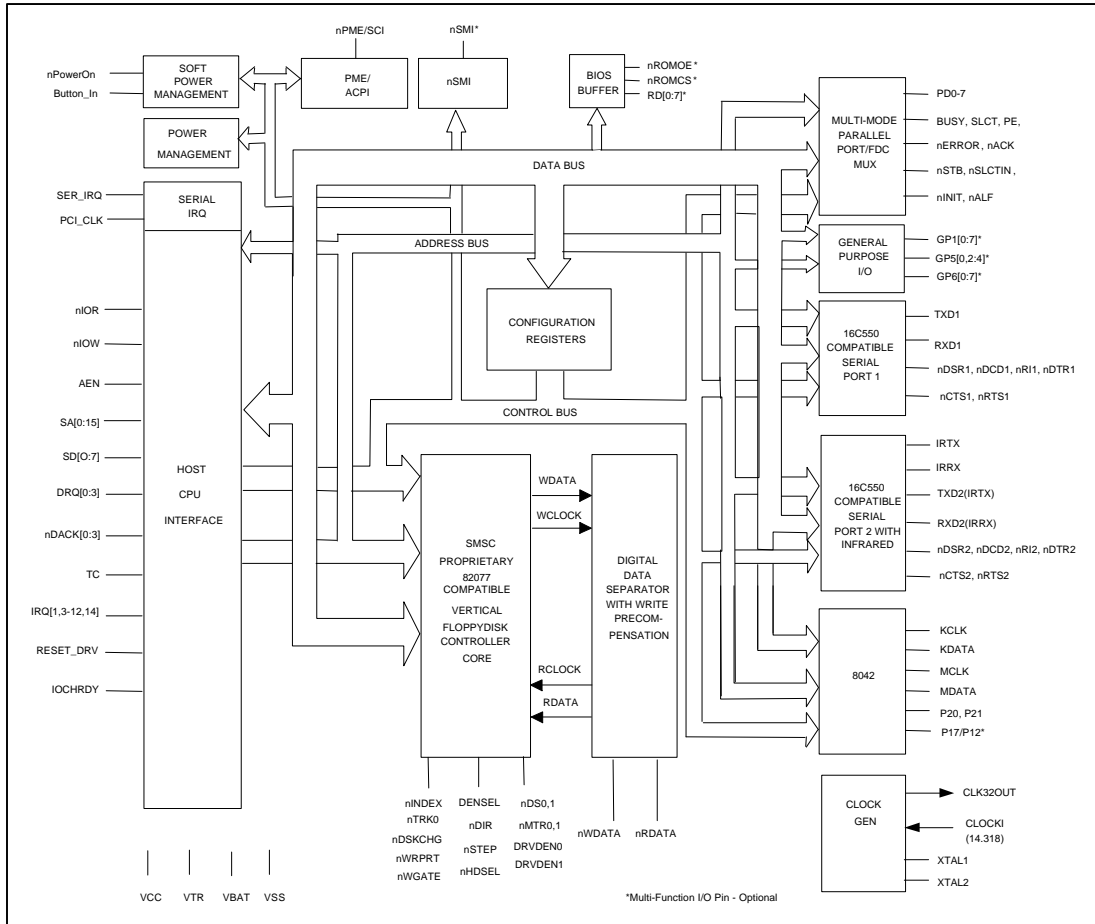 nPME/SCI
nSMI*
nPowerOn
Button_In
SOFT
POWER
MANAGEMENT
PME/
ACPI
nSMI
BIOS
BUFFER
nROMOE*
nROMCS*
RD[0:7]*
POWER
MANAGEMENT
MULTI-MODE
PARALLEL
PORT/FDC
MUX
PD0-7
BUSY, SLCT, PE,
nERROR, nACK
nSTB, nSLCTIN,
nINIT, nALF
DATA BUS
SER_IRQ
PCI_CLK
SERIAL
IRQ
ADDRESS BUS
GENERAL
PURPOSE
I/O
GP1[0:7]*
GP5[0,2:4]*
GP6[0:7]*
CONFIGURATION
REGISTERS
16C550
COMPATIBLE
SERIAL
PORT 1
TXD1
RXD1
nDSR1, nDCD1, nRI1, nDTR1
nCTS1, nRTS1
CONTROL BUS
nIOR
nIOW
AEN
SA[0:15]
SD[O:7]
DRQ[0:3]
nDACK[0:3]
TC
IRQ[1,3-12,14]
RESET_DRV
IOCHRDY
HOST
CPU
INTERFACE
SMSC
PROPRIETARY
82077
COMPATIBLE
VERTICAL
FLOPPYDISK
CONTROLLER
CORE
WDATA
WCLOCK
RCLOCK
RDATA
DIGITAL
DATA
SEPARATOR
WITH WRITE
PRECOM-
PENSATION
16C550
COMPATIBLE
SERIAL
PORT 2 WITH
INFRARED
IRTX
IRRX
TXD2(IRTX)
RXD2(IRRX)
nDSR2, nDCD2, nRI2, nDTR2
nCTS2, nRTS2
8042
KCLK
KDATA
MCLK
MDATA
P20, P21
P17/P12*
CLOCK
GEN
CLK32OUT
CLOCKI
(14.318)
XTAL1
XTAL2
nINDEX
nTRK0
nDSKCHG
nWRPRT
nWGATE
DENSEL
nDIR
nSTEP
nHDSEL
nDS0,1
nMTR0,1
DRVDEN0
DRVDEN1
nWDATA
nRDATA
VCC
VTR
VBAT
VSS
*Multi-Function I/O Pin - Optional